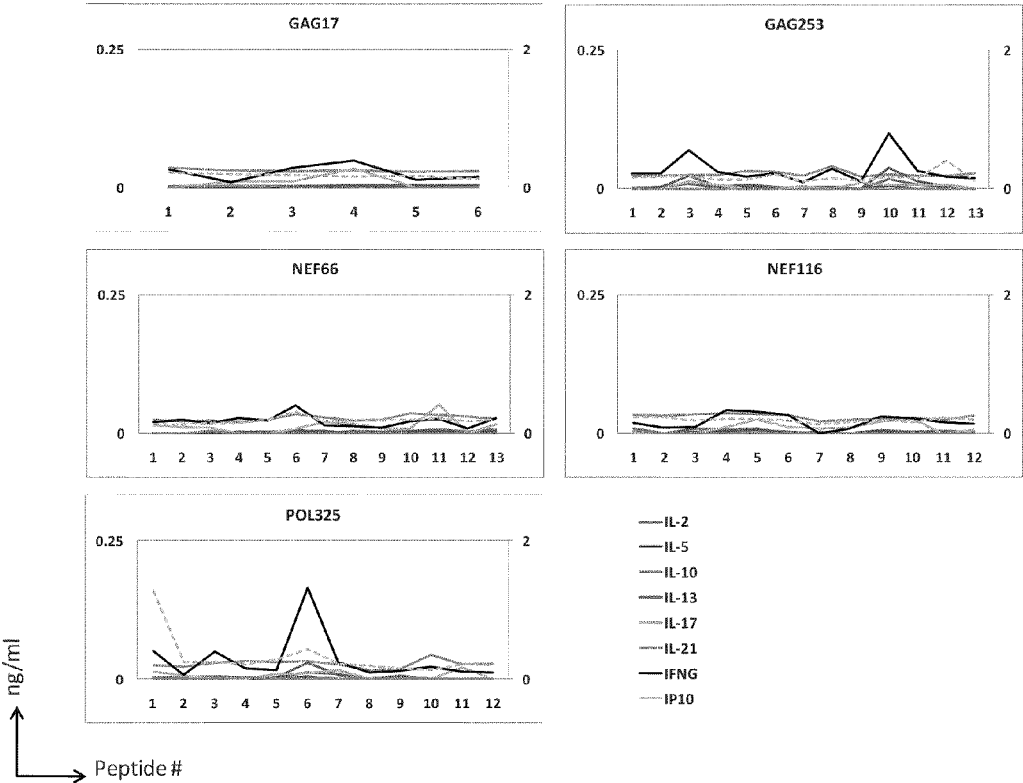 GAG17
0.25 2
0 0
1 2 3 4 5 6
GAG253
0.25 2
0 0
1 2 3 4 5 6 7 8 9 10 11 12 13
NEF66
0.25 2
0 0
1 2 3 4 5 6 7 8 9 10 11 12 13
NEF116
0.25 2
0 0
1 2 3 4 5 6 7 8 9 10 11 12
POL325
0.25 2
0 0
1 2 3 4 5 6 7 8 9 10 11 12
IL-2
IL-5
IL-10
IL-13
IL-17
IL-21
IFNG
IP10
ng/ml
Peptide #